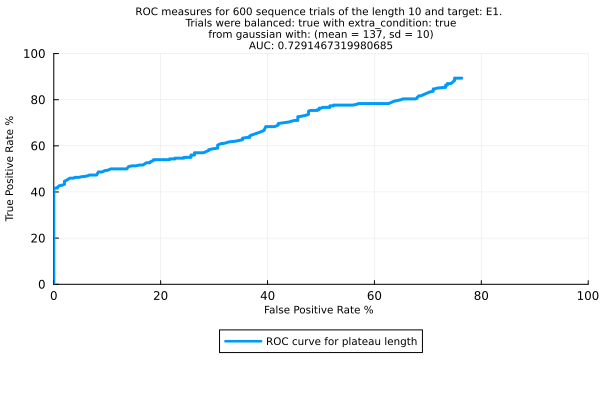 ROC measures for 600 sequence trials of the length 10 and target: E1.
Trials were balanced: true with extra_condition: true
from gaussian with: (mean = 137, sd = 10)
AUC: 0.7291467319980685
100
80
60
40
20
0
True Positive Rate %
0 20 40 60 80 100
False Positive Rate %
ROC curve for plateau length